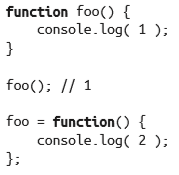 function foo() {
    console.log( 1 );
}

foo(); // 1

foo = function() {
    console.log( 2 );
};